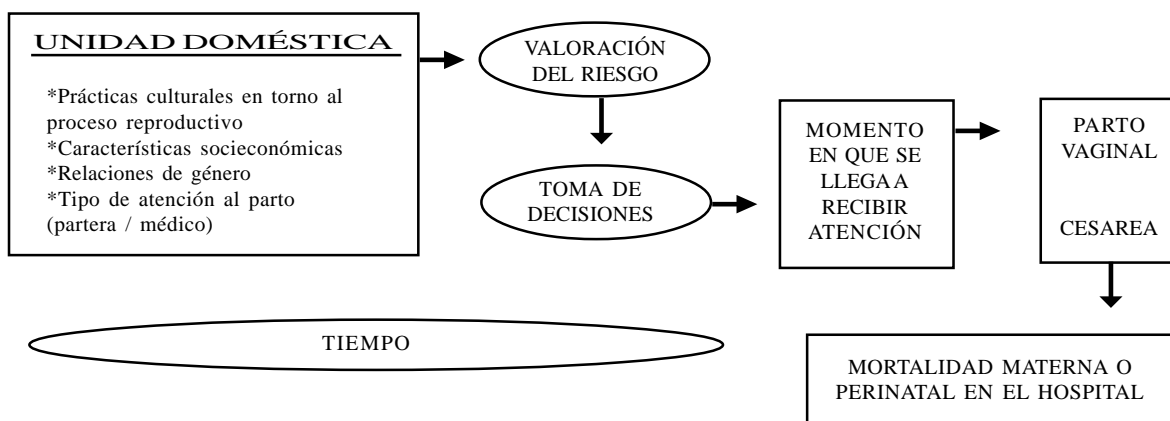 UNIDAD DOMÉSTICA
*Prácticas culturales en torno al
proceso reproductivo
*Características socieconómicas
*Relaciones de género
*Tipo de atención al parto
(partera / médico)
VALORACIÓN
DEL RIESGO
TOMA DE
DECISIONES
MOMENTO
EN QUE SE
LLEGA A
RECIBIR
ATENCIÓN
PARTO
VAGINAL
CESAREA
TIEMPO
MORTALIDAD MATERNA O
PERINATAL EN EL HOSPITAL